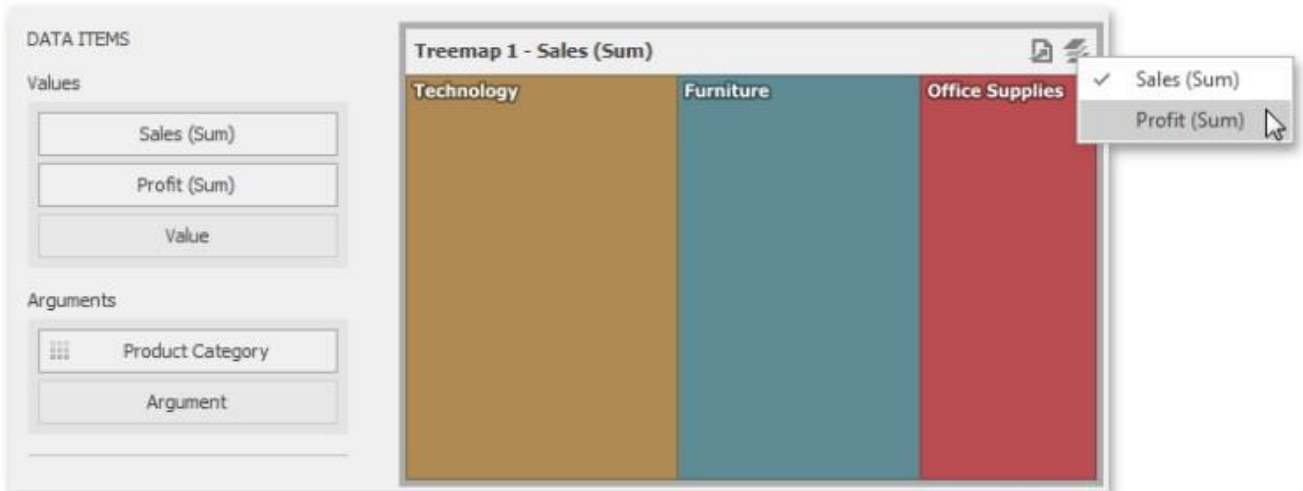 DATA ITEMS
Values
Sales (Sum)
Profit (Sum)
Value
Arguments
Product Category
Argument
Treemap 1 - Sales (Sum)
Technology
Furniture
Office Supplies
Sales (Sum)
Profit (Sum)